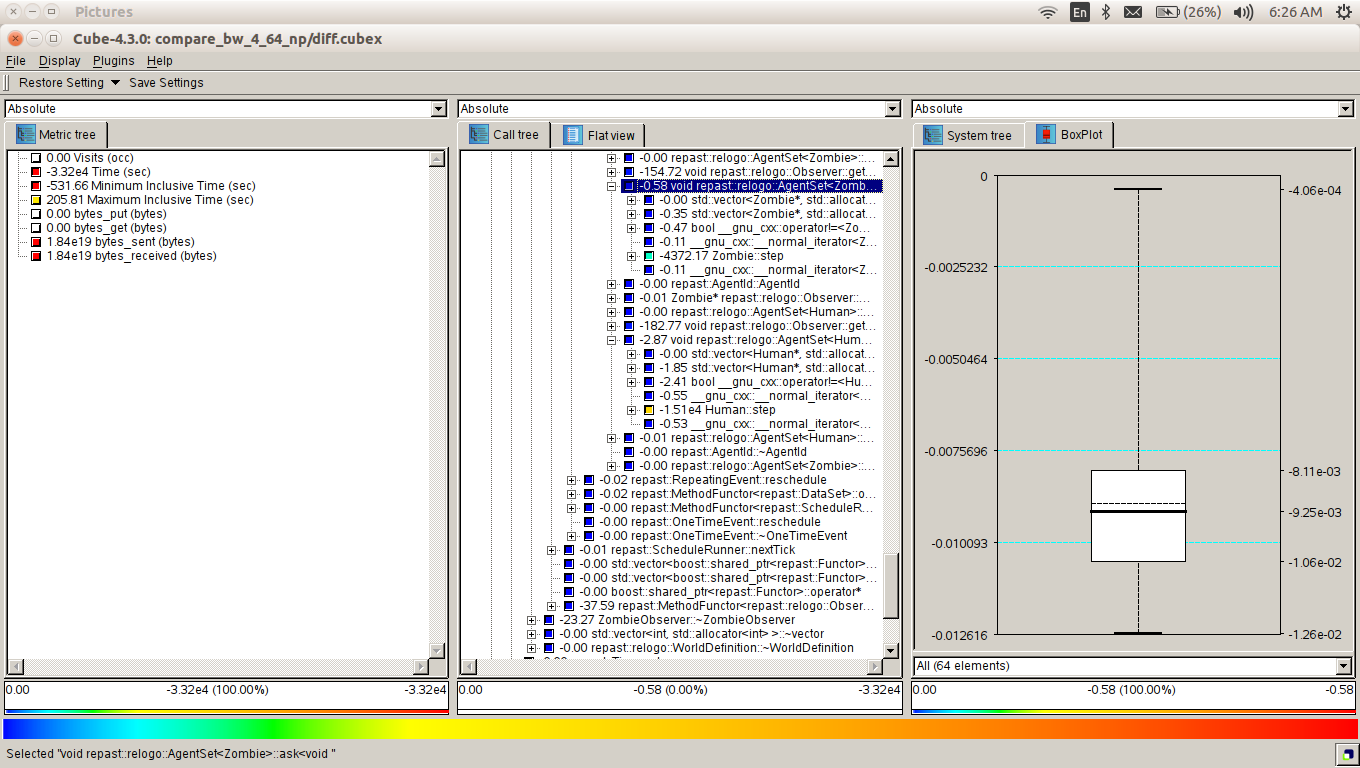 Pictures
En
(26%)
6:26 AM
Cube-4.3.0: compare_bw_4_64_np/diff.cubex
File Display Plugins Help
Restore Setting Save Settings
Absolute
Metric tree
0.00 Visits (occ)
-3.32e4 Time (sec)
-531.66 Minimum Inclusive Time (sec)
205.81 Maximum Inclusive Time (sec)
0.00 bytes_put (bytes)
0.00 bytes_get (bytes)
1.84e19 bytes_sent (bytes)
1.84e19 bytes_received (bytes)
0.00 -3.32e4 (100.00%) -3.32e4
Absolute
Call tree Flat view
-0.00 repast::relogo::AgentSet<Zombie>::...
-154.72 void repast::relogo::Observer::get...
-0.58 void repast::relogo::AgentSet<Zomb...
-0.00 std::vector<Zombie*, std::allocat...
-0.35 std::vector<Zombie*, std::allocat...
-0.47 bool __gnu_cxx::operator!=<Zo...
-0.11 __gnu_cxx::__normal_iterator<Z...
-4372.17 Zombie::step
-0.11 __gnu_cxx::__normal_iterator<Z...
-0.00 repast::AgentId::AgentId
-0.01 Zombie* repast::relogo::Observer::...
-0.00 repast::relogo::AgentSet<Human>::...
-182.77 void repast::relogo::Observer::get...
-2.87 void repast::relogo::AgentSet<Hum...
-0.00 std::vector<Human*, std::allocat...
-1.85 std::vector<Human*, std::allocat...
-2.41 bool __gnu_cxx::operator!=<Hu...
-0.55 __gnu_cxx::__normal_iterator<...
-1.51e4 Human::step
-0.53 __gnu_cxx::__normal_iterator<...
-0.01 repast::relogo::AgentSet<Human>::...
-0.00 repast::AgentId::~AgentId
-0.00 repast::relogo::AgentSet<Zombie>::...
-0.02 repast::RepeatingEvent::reschedule
-0.02 repast::MethodFunctor<repast::DataSet>::o...
-0.00 repast::MethodFunctor<repast::ScheduleR...
-0.00 repast::OneTimeEvent::reschedule
-0.00 repast::OneTimeEvent::~OneTimeEvent
-0.01 repast::ScheduleRunner::nextTick
-0.00 std::vector<boost::shared_ptr<repast::Functor>...
-0.00 std::vector<boost::shared_ptr<repast::Functor>...
-0.00 boost::shared_ptr<repast::Functor>::operator*
-37.59 repast::MethodFunctor<repast::relogo::Obser...
-23.27 ZombieObserver::~ZombieObserver
-0.00 std::vector<int, std::allocator<int> >::~vector
-0.00 repast::relogo::WorldDefinition::~WorldDefinition
0.00 -0.58 (0.00%) -3.32e4
Absolute
System tree BoxPlot
0
-4.06e-04
-0.0025232
-0.0050464
-0.0075696
-8.11e-03
-9.25e-03
-0.010093
-1.06e-02
-0.012616
-1.26e-02
All (64 elements)
0.00 -0.58 (100.00%) -0.58
Selected "void repast::relogo::AgentSet<Zombie>::ask<void "